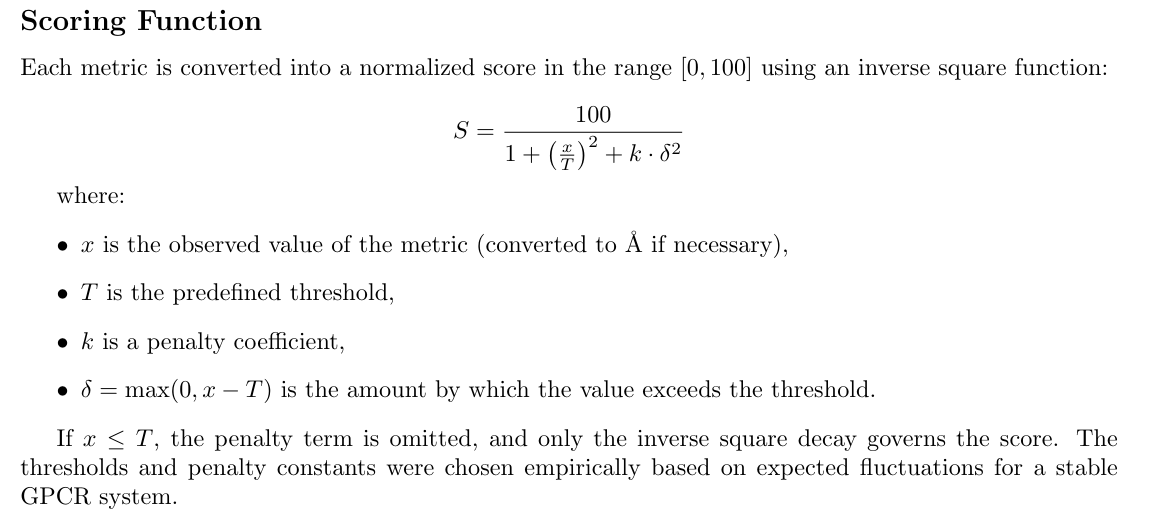 Scoring Function
Each metric is converted into a normalized score in the range [0, 100] using an inverse square function:
S = \frac{100}{1 + \left(\frac{x}{T}\right)^2 + k \cdot \delta^2}
where:
• x is the observed value of the metric (converted to Å if necessary),
• T is the predefined threshold,
• k is a penalty coefficient,
• δ = max(0, x − T) is the amount by which the value exceeds the threshold.
If x ≤ T, the penalty term is omitted, and only the inverse square decay governs the score. The
thresholds and penalty constants were chosen empirically based on expected fluctuations for a stable
GPCR system.